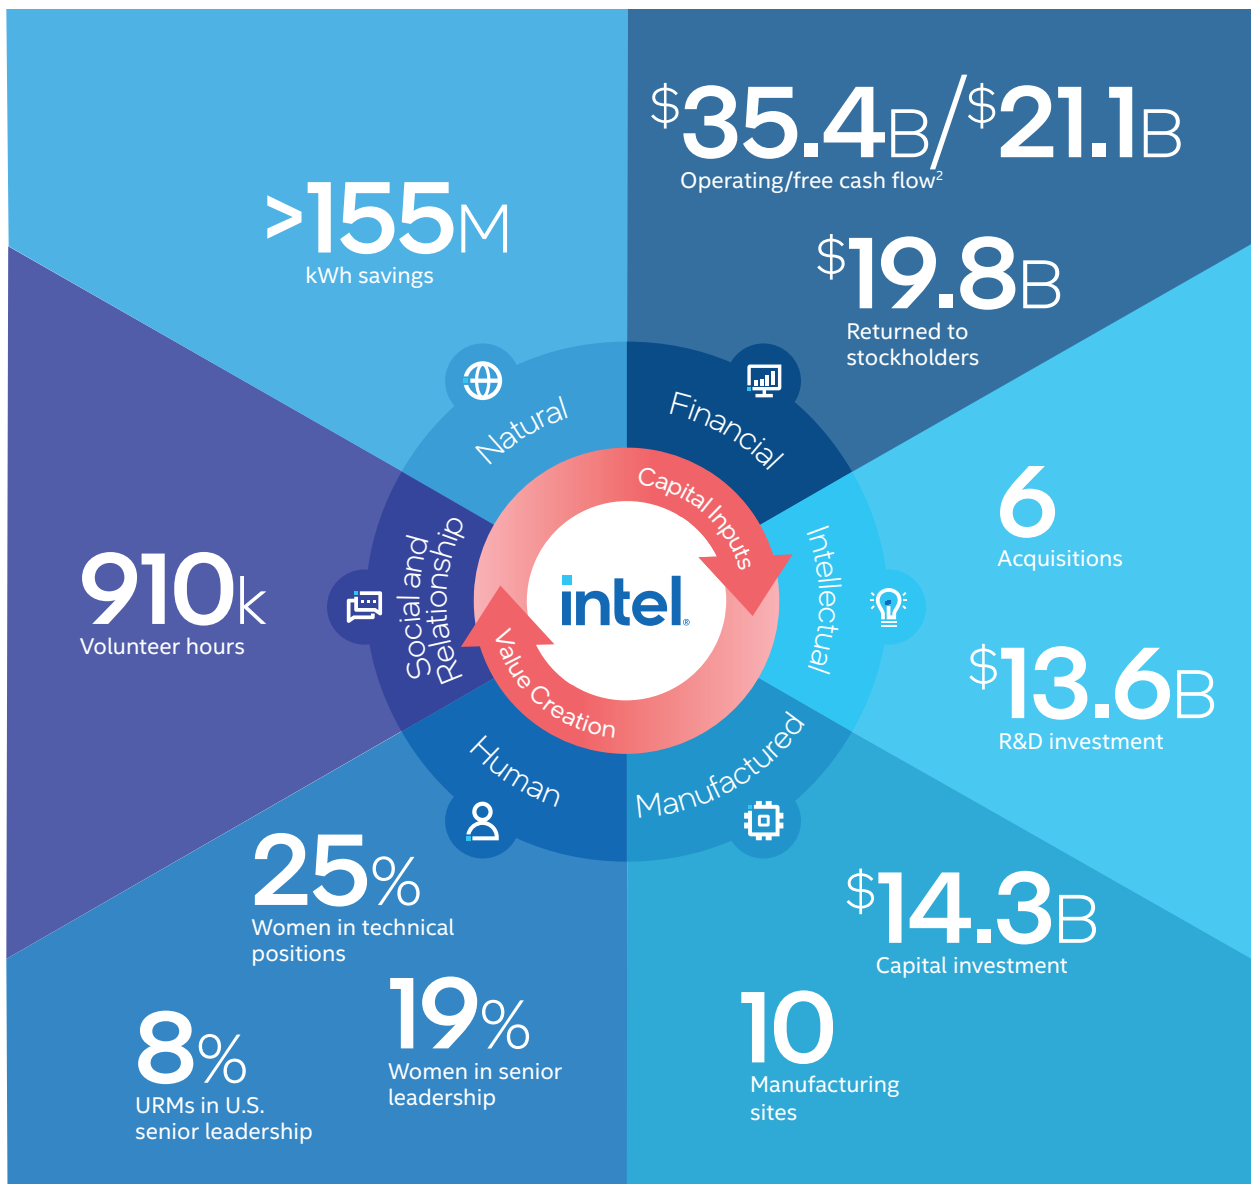 $35.4B/$21.1B
Operating/free cash flow²
$19.8B
Returned to
stockholders
>155M
kWh savings
Natural
Financial
Capital Inputs
6
Acquisitions
Intellectual
$13.6B
R&D investment
910k
Volunteer hours
Social and
Relationship
intel®
Value Creation
Human
Manufactured
25%
Women in technical
positions
19%
Women in senior
leadership
8%
URMs in U.S.
senior leadership
$14.3B
Capital investment
10
Manufacturing
sites